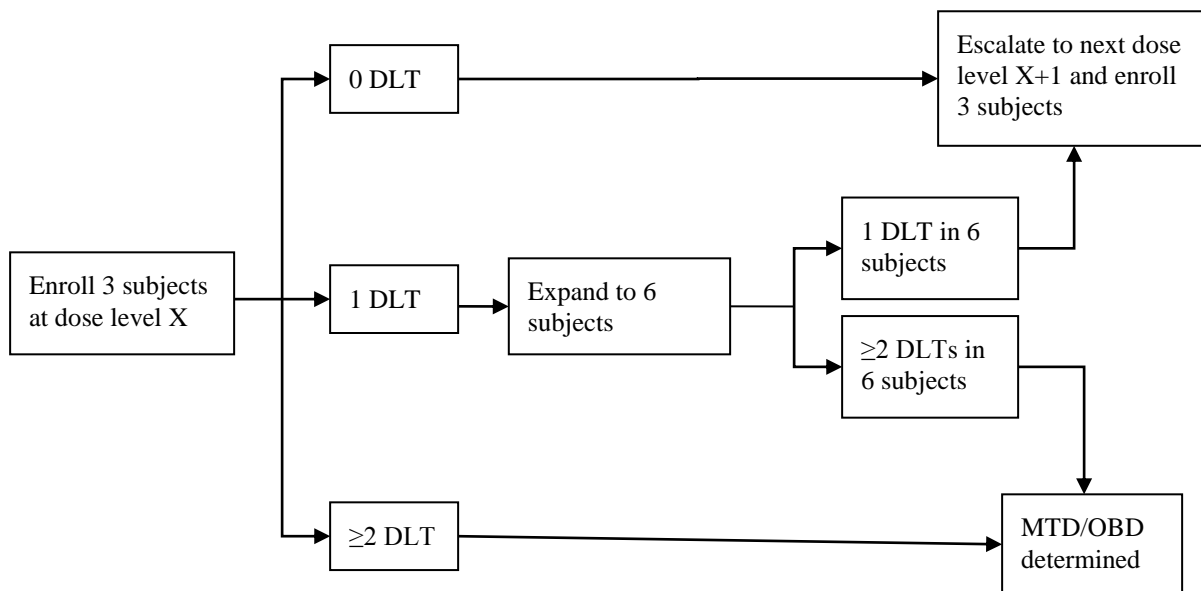 Enroll 3 subjects
at dose level X
0 DLT
Escalate to next dose
level X+1 and enroll
3 subjects
1 DLT
Expand to 6
subjects
1 DLT in 6
subjects
≥2 DLTs in
6 subjects
≥2 DLT
MTD/OBD
determined